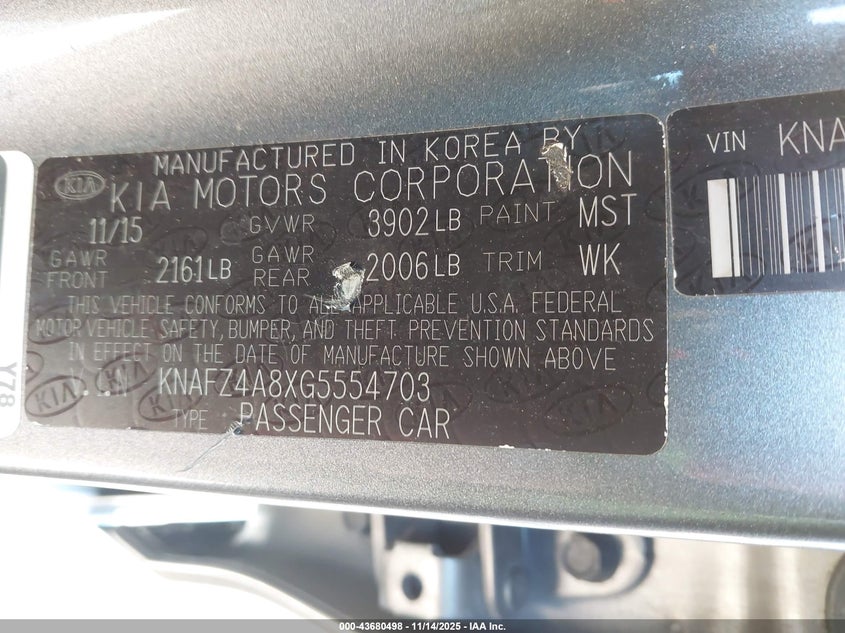 MANUFACTURED IN KOREA BY
KIA KIA MOTORS CORPORATION
11/15 GVWR 3902LB PAINT MST
GAWR FRONT 2161LB GAWR REAR 2006LB TRIM WK
THIS VEHICLE CONFORMS TO ALL APPLICABLE U.S.A. FEDERAL
MOTOR VEHICLE SAFETY, BUMPER, AND THEFT PREVENTION STANDARDS
IN EFFECT ON THE DATE OF MANUFACTURE SHOWN ABOVE
KNAFZ4A8XG5554703
TYPE PASSENGER CAR
VIN KNA
Y78
000-43680498 - 11/14/2025 - IAA Inc.